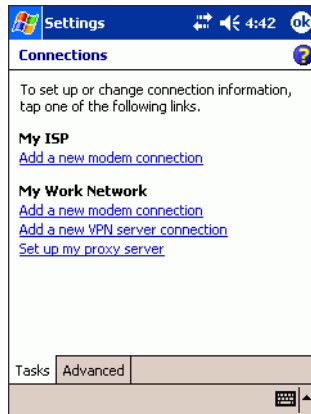 Settings 4:42 ok
Connections ?
To set up or change connection information,
tap one of the following links.
My ISP
Add a new modem connection
My Work Network
Add a new modem connection
Add a new VPN server connection
Set up my proxy server
Tasks Advanced